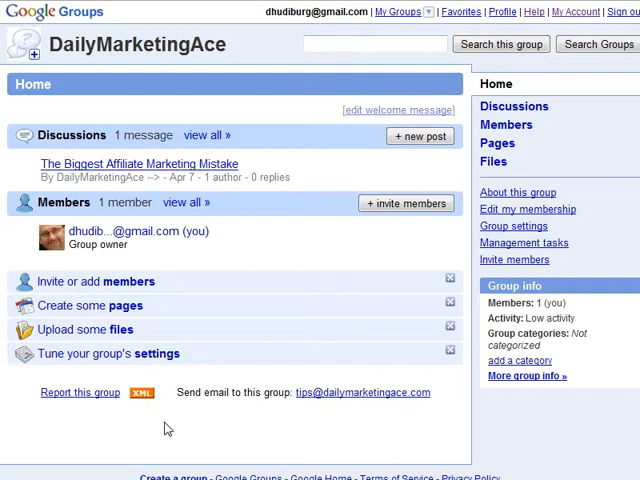 Google Groups
dhudiburg@gmail.com | My Groups | Favorites | Profile | Help | My Account | Sign ou
DailyMarketingAce
Search this group
Search Groups
Home
[edit welcome message]
Discussions 1 message view all »
+ new post
The Biggest Affiliate Marketing Mistake
By DailyMarketingAce --> - Apr 7 - 1 author - 0 replies
Members 1 member view all »
+ invite members
dhudib...@gmail.com (you)
Group owner
Invite or add members
Create some pages
Upload some files
Tune your group's settings
Report this group XML Send email to this group: tips@dailymarketingace.com
Home
Discussions
Members
Pages
Files
About this group
Edit my membership
Group settings
Management tasks
Invite members
Group info
Members: 1 (you)
Activity: Low activity
Group categories: Not
categorized
add a category
More group info »
Create a group - Google Groups - Google Home - Terms of Service - Privacy Policy